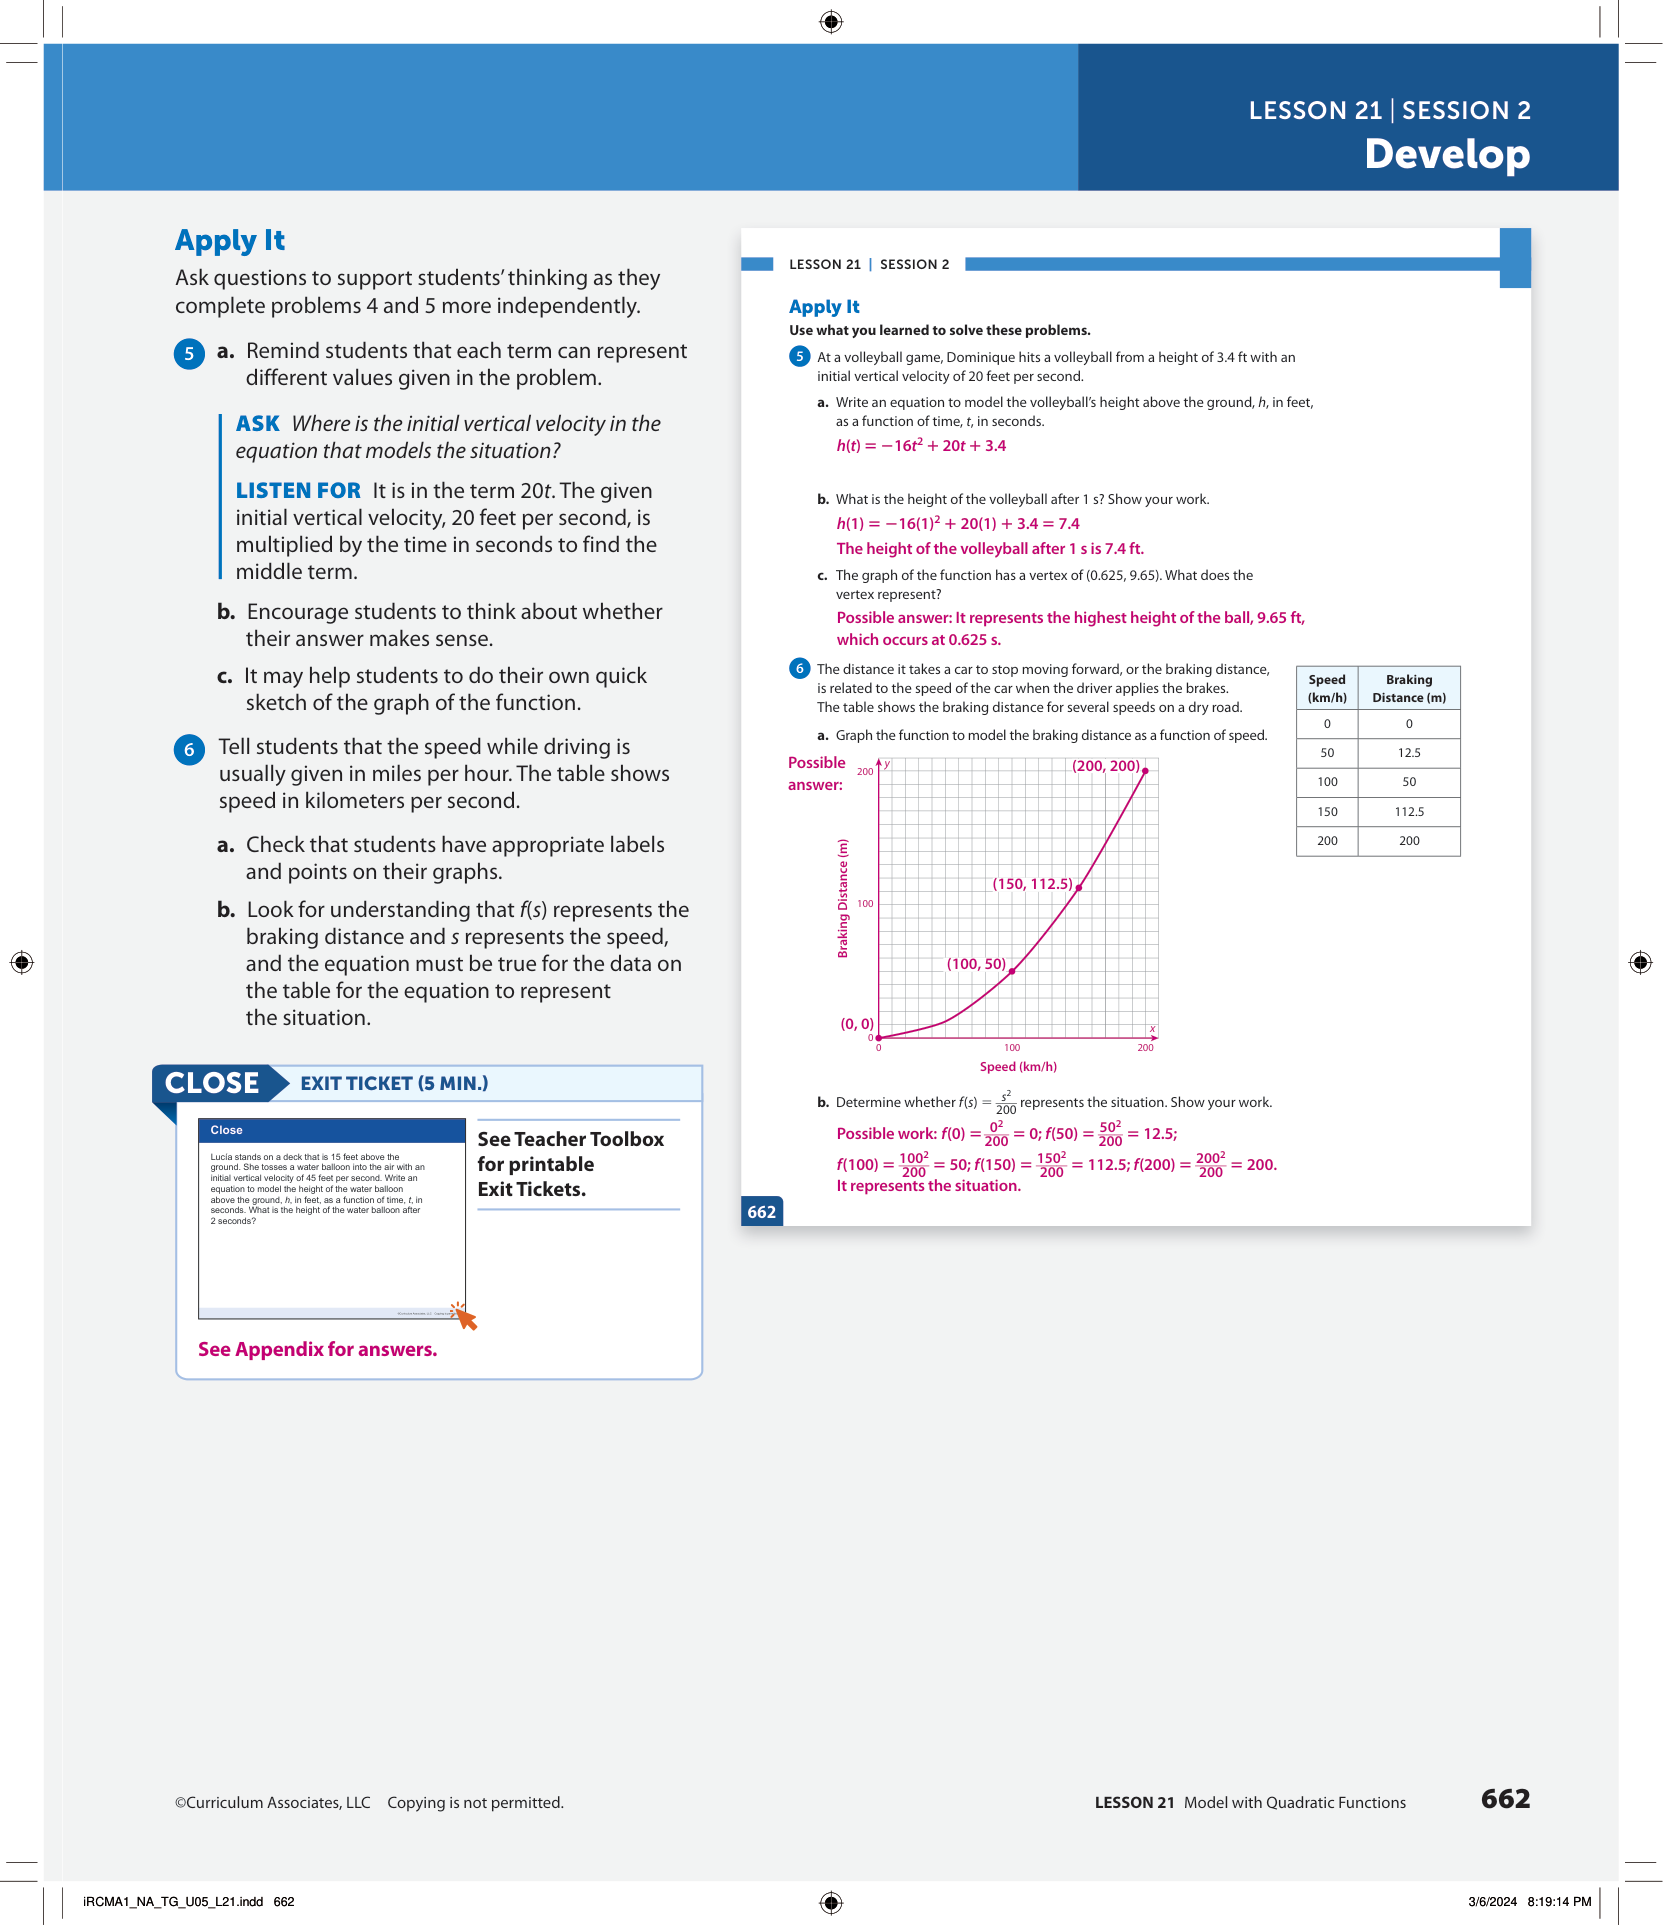 LESSON 21 | SESSION 2
Develop
Apply It
Ask questions to support students’ thinking as they
complete problems 4 and 5 more independently.
5 a. Remind students that each term can represent
different values given in the problem.
ASK Where is the initial vertical velocity in the
equation that models the situation?
LISTEN FOR It is in the term 20t. The given
initial vertical velocity, 20 feet per second, is
multiplied by the time in seconds to find the
middle term.
b. Encourage students to think about whether
their answer makes sense.
c. It may help students to do their own quick
sketch of the graph of the function.
6 Tell students that the speed while driving is
usually given in miles per hour. The table shows
speed in kilometers per second.
a. Check that students have appropriate labels
and points on their graphs.
b. Look for understanding that f(s) represents the
braking distance and s represents the speed,
and the equation must be true for the data on
the table for the equation to represent
the situation.
CLOSE EXIT TICKET (5 MIN.)
Close
Lucía stands on a deck that is 15 feet above the
ground. She tosses a water balloon into the air with an
initial vertical velocity of 45 feet per second. Write an
equation to model the height of the water balloon
above the ground, h, in feet, as a function of time, t, in
seconds. What is the height of the water balloon after
2 seconds?
See Teacher Toolbox
for printable
Exit Tickets.
See Appendix for answers.
LESSON 21 | SESSION 2
Apply It
Use what you learned to solve these problems.
5 At a volleyball game, Dominique hits a volleyball from a height of 3.4 ft with an
initial vertical velocity of 20 feet per second.
a. Write an equation to model the volleyball’s height above the ground, h, in feet,
as a function of time, t, in seconds.
h(t) = −16t² + 20t + 3.4
b. What is the height of the volleyball after 1 s? Show your work.
h(1) = −16(1)² + 20(1) + 3.4 = 7.4
The height of the volleyball after 1 s is 7.4 ft.
c. The graph of the function has a vertex of (0.625, 9.65). What does the
vertex represent?
Possible answer: It represents the highest height of the ball, 9.65 ft,
which occurs at 0.625 s.
6 The distance it takes a car to stop moving forward, or the braking distance,
is related to the speed of the car when the driver applies the brakes.
The table shows the braking distance for several speeds on a dry road.
a. Graph the function to model the braking distance as a function of speed.
Speed Braking
(km/h) Distance (m)
0 0
50 12.5
100 50
150 112.5
200 200
Possible
answer:
y
200
(200, 200)
(150, 112.5)
100
Braking Distance (m)
(100, 50)
(0, 0)
0
x
0 100 200
Speed (km/h)
b. Determine whether f(s) = s²/200 represents the situation. Show your work.
Possible work: f(0) = 0²/200 = 0; f(50) = 50²/200 = 12.5;
f(100) = 100²/200 = 50; f(150) = 150²/200 = 112.5; f(200) = 200²/200 = 200.
It represents the situation.
662
©Curriculum Associates, LLC Copying is not permitted.
LESSON 21 Model with Quadratic Functions 662
iRCMA1_NA_TG_U05_L21.indd 662
3/6/2024 8:19:14 PM